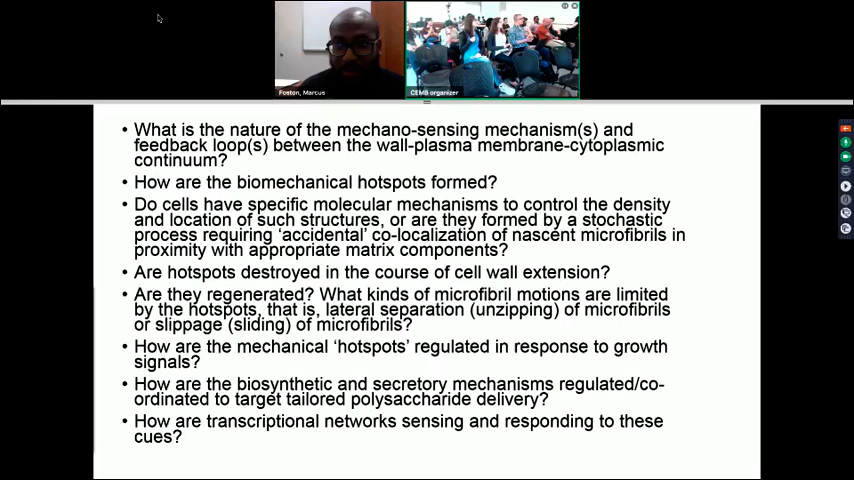 Foston, Marcus
CEMB organizer
• What is the nature of the mechano-sensing mechanism(s) and
feedback loop(s) between the wall-plasma membrane-cytoplasmic
continuum?
• How are the biomechanical hotspots formed?
• Do cells have specific molecular mechanisms to control the density
and location of such structures, or are they formed by a stochastic
process requiring ‘accidental’ co-localization of nascent microfibrils in
proximity with appropriate matrix components?
• Are hotspots destroyed in the course of cell wall extension?
• Are they regenerated? What kinds of microfibril motions are limited
by the hotspots, that is, lateral separation (unzipping) of microfibrils
or slippage (sliding) of microfibrils?
• How are the mechanical ‘hotspots’ regulated in response to growth
signals?
• How are the biosynthetic and secretory mechanisms regulated/co-
ordinated to target tailored polysaccharide delivery?
• How are transcriptional networks sensing and responding to these
cues?